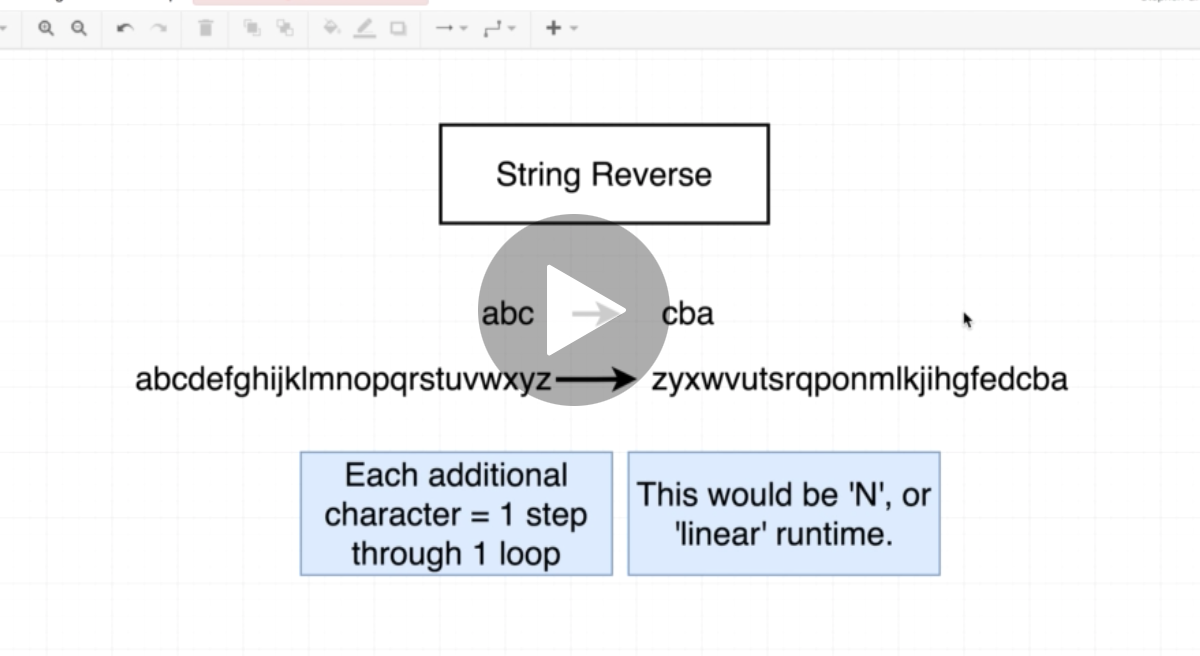 String Reverse
abc → cba
abcdefghijklmnopqrstuvwxyz → zyxwvutsrqponmlkjihgfedcba
Each additional
character = 1 step
through 1 loop
This would be 'N', or
'linear' runtime.